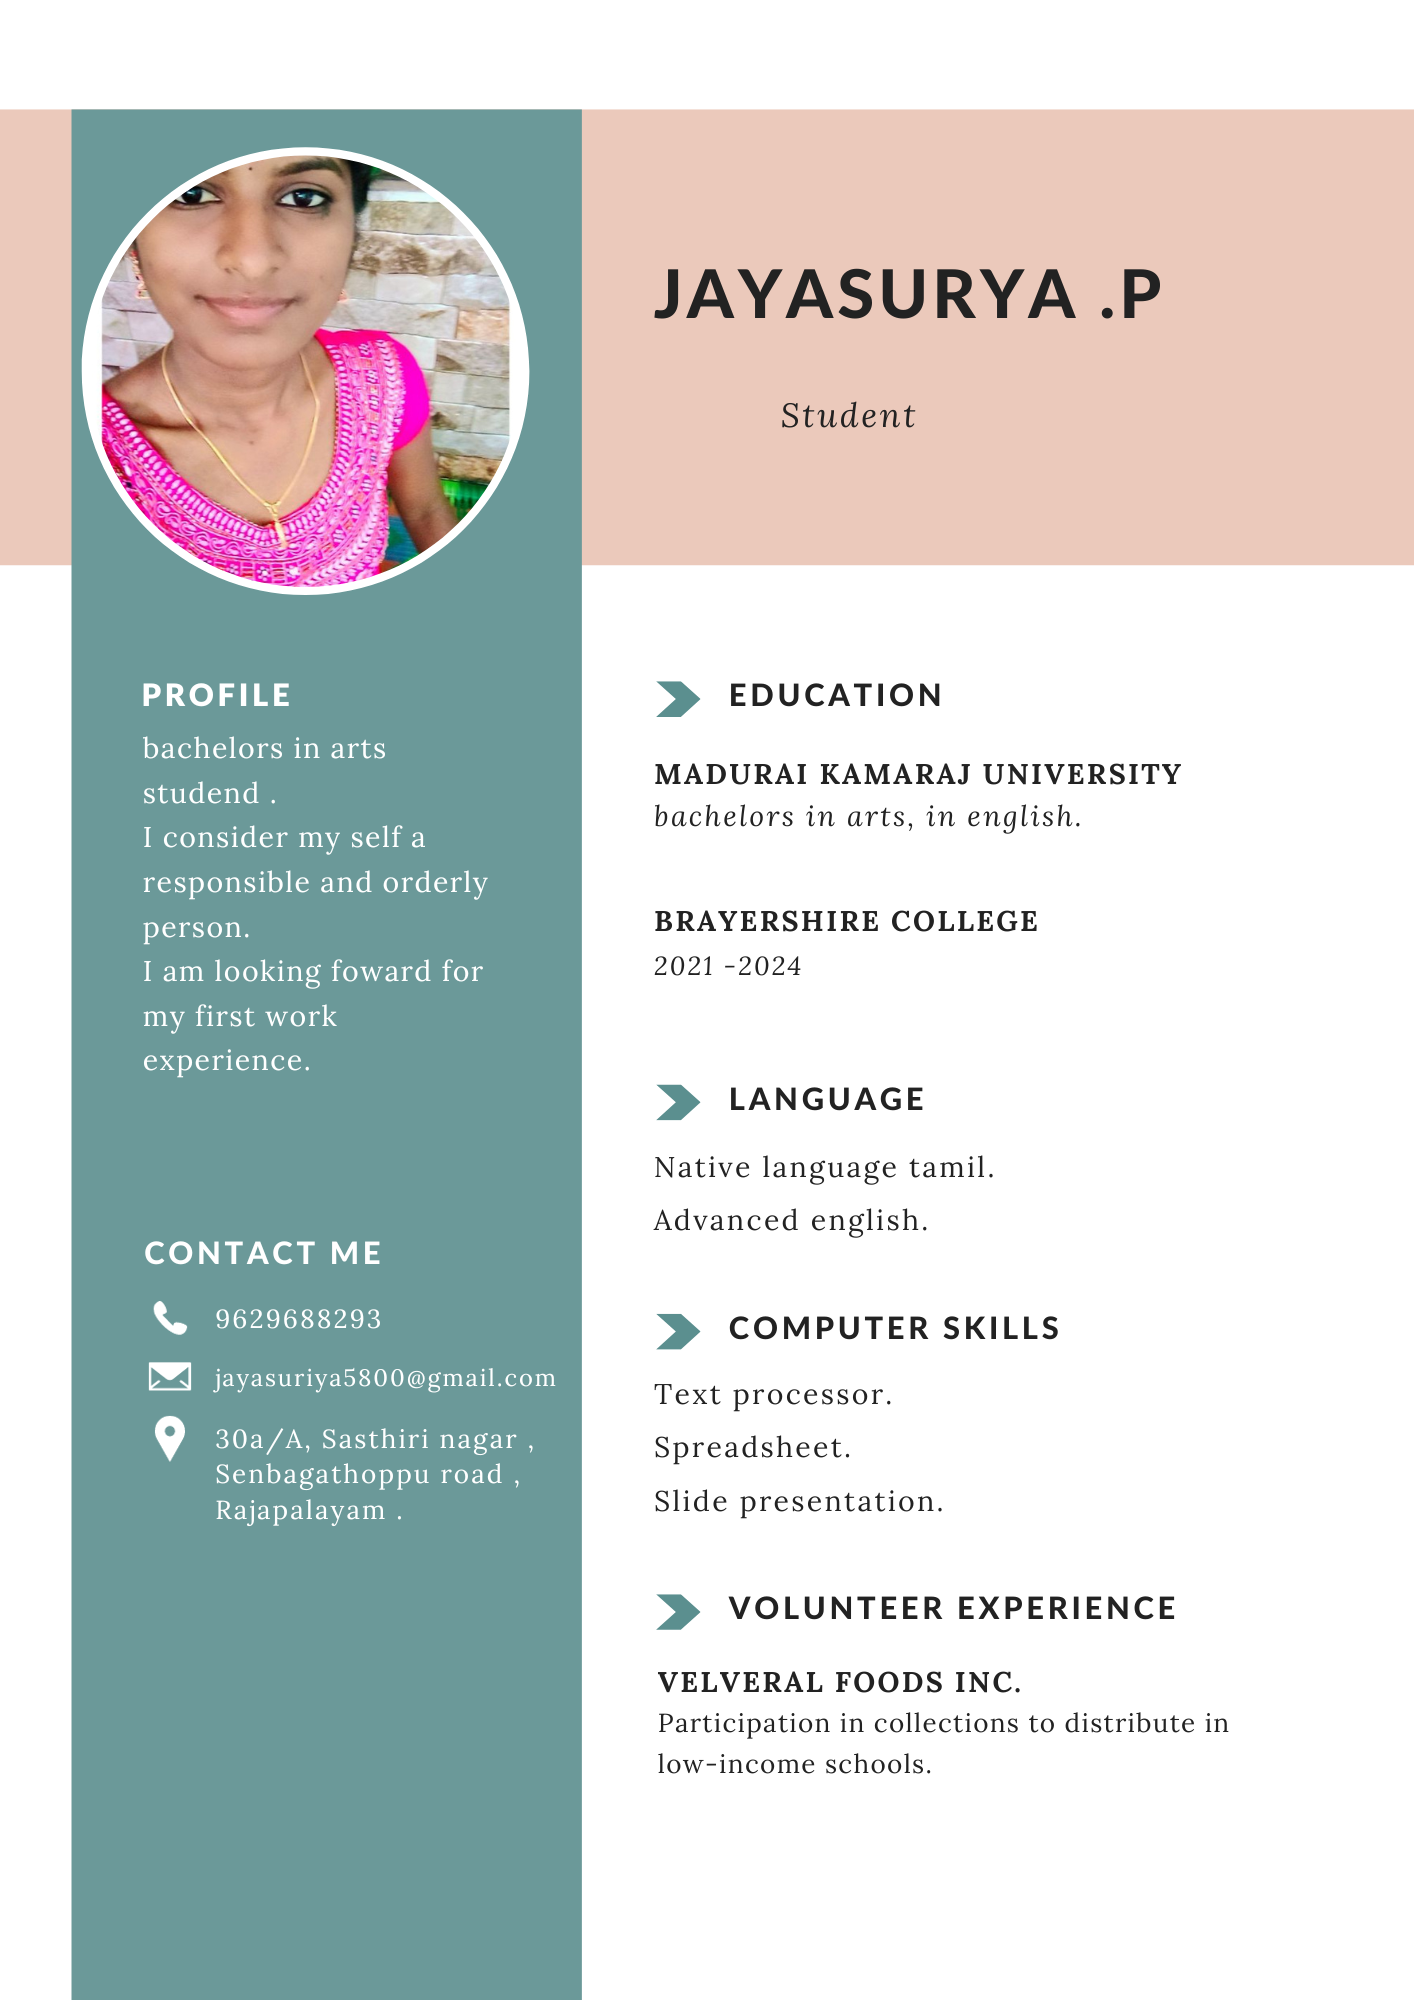 JAYASURYA .P
Student
PROFILE
bachelors in arts
studend .
I consider my self a
responsible and orderly
person.
I am looking foward for
my first work
experience.
CONTACT ME
9629688293
jayasuriya5800@gmail.com
30a/A, Sasthiri nagar ,
Senbagathoppu road ,
Rajapalayam .
EDUCATION
MADURAI KAMARAJ UNIVERSITY
bachelors in arts, in english.
BRAYERSHIRE COLLEGE
2021 -2024
LANGUAGE
Native language tamil.
Advanced english.
COMPUTER SKILLS
Text processor.
Spreadsheet.
Slide presentation.
VOLUNTEER EXPERIENCE
VELVERAL FOODS INC.
Participation in collections to distribute in
low-income schools.